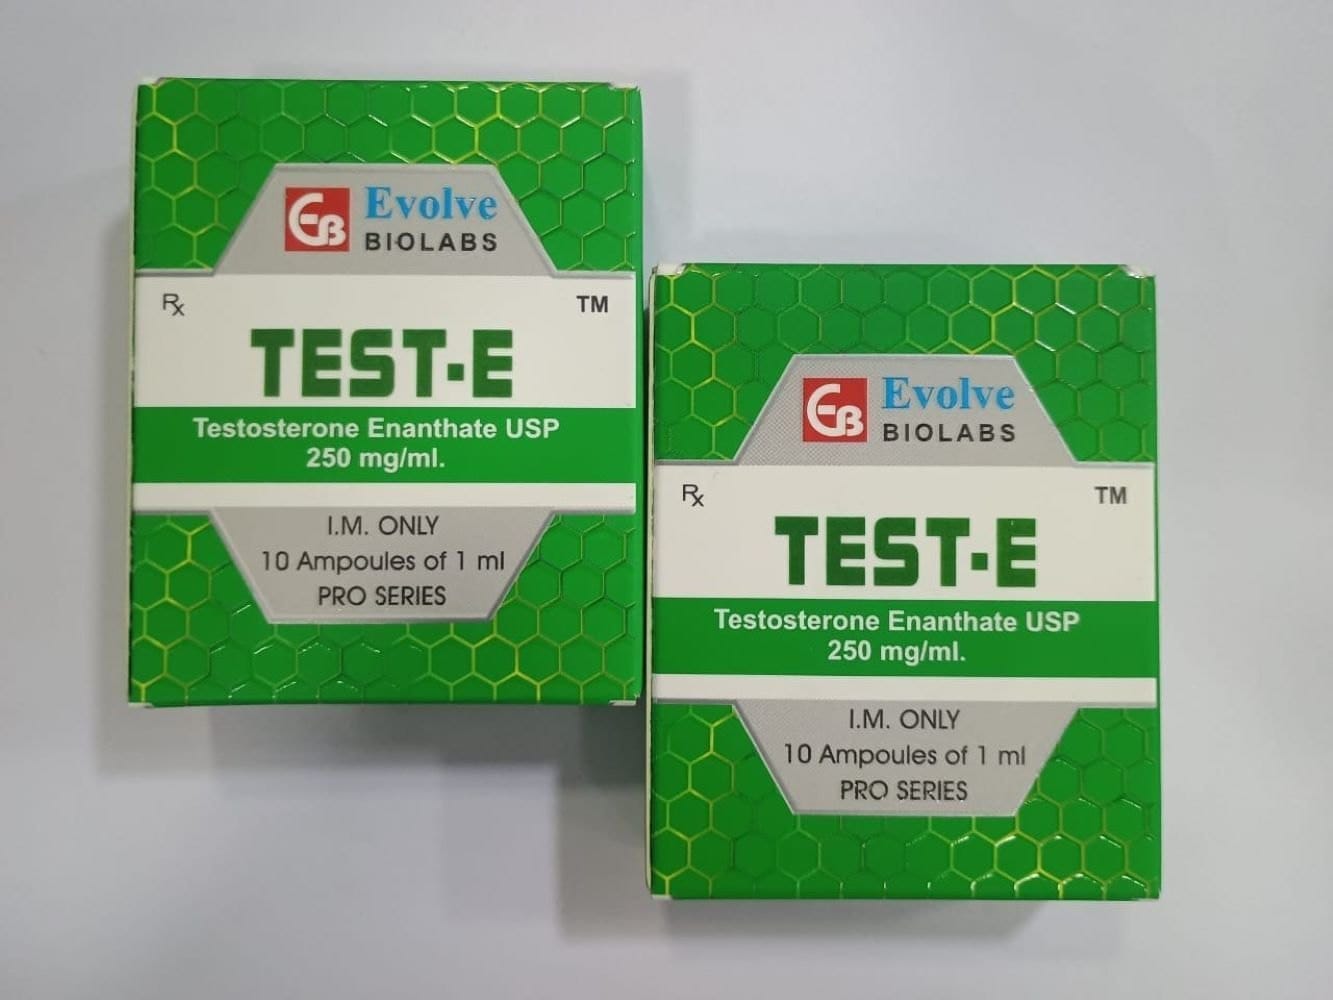 EB Evolve
BIOLABS
Rx TM
TEST-E
Testosterone Enanthate USP
250 mg/ml.
I.M. ONLY
10 Ampoules of 1 ml
PRO SERIES
EB Evolve
BIOLABS
Rx TM
TEST-E
Testosterone Enanthate USP
250 mg/ml.
I.M. ONLY
10 Ampoules of 1 ml
PRO SERIES